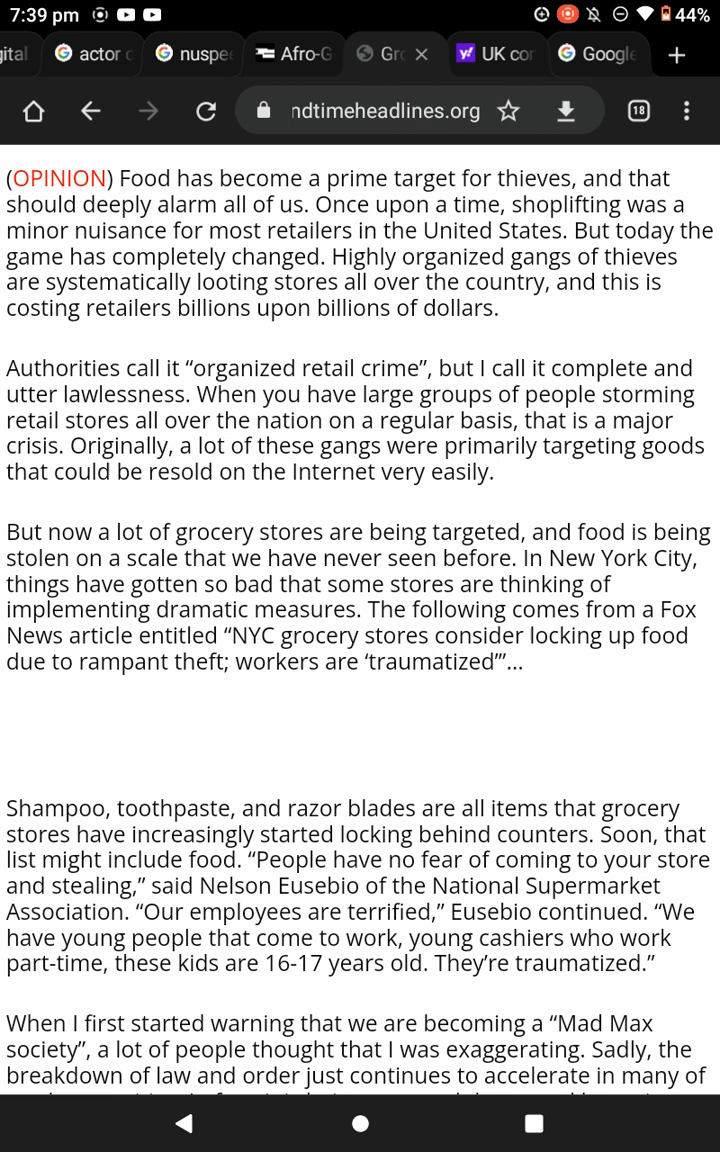 7:39 pm
44%
gital
actor
nuspe
Afro-G
Gr
UK cor
Google
ndtimeheadlines.org
18
(OPINION) Food has become a prime target for thieves, and that
should deeply alarm all of us. Once upon a time, shoplifting was a
minor nuisance for most retailers in the United States. But today the
game has completely changed. Highly organized gangs of thieves
are systematically looting stores all over the country, and this is
costing retailers billions upon billions of dollars.
Authorities call it “organized retail crime”, but I call it complete and
utter lawlessness. When you have large groups of people storming
retail stores all over the nation on a regular basis, that is a major
crisis. Originally, a lot of these gangs were primarily targeting goods
that could be resold on the Internet very easily.
But now a lot of grocery stores are being targeted, and food is being
stolen on a scale that we have never seen before. In New York City,
things have gotten so bad that some stores are thinking of
implementing dramatic measures. The following comes from a Fox
News article entitled “NYC grocery stores consider locking up food
due to rampant theft; workers are ‘traumatized’”...
Shampoo, toothpaste, and razor blades are all items that grocery
stores have increasingly started locking behind counters. Soon, that
list might include food. “People have no fear of coming to your store
and stealing,” said Nelson Eusebio of the National Supermarket
Association. “Our employees are terrified,” Eusebio continued. “We
have young people that come to work, young cashiers who work
part-time, these kids are 16-17 years old. They’re traumatized.”
When I first started warning that we are becoming a “Mad Max
society”, a lot of people thought that I was exaggerating. Sadly, the
breakdown of law and order just continues to accelerate in many of